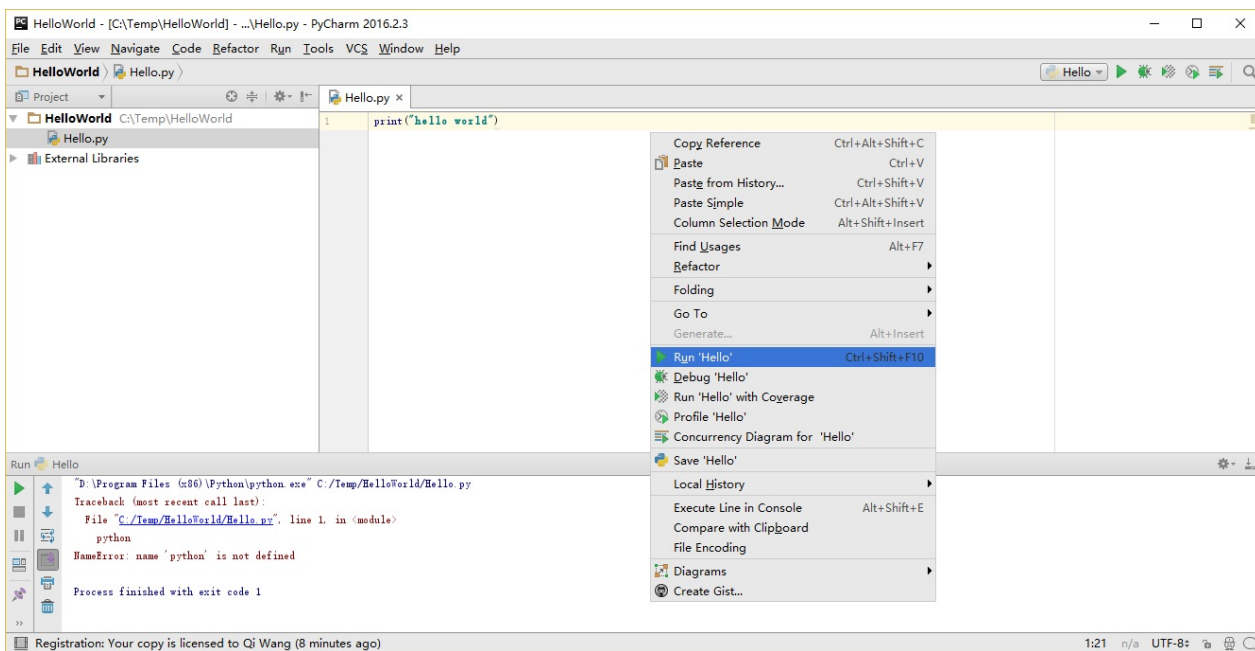 HelloWorld - [C:\Temp\HelloWorld] - ...\Hello.py - PyCharm 2016.2.3
File Edit View Navigate Code Refactor Run Tools VCS Window Help
HelloWorld Hello.py Hello
Project Hello.py
HelloWorld C:\Temp\HelloWorld
Hello.py
External Libraries
1 print("hello world")
Copy Reference Ctrl+Alt+Shift+C
Paste Ctrl+V
Paste from History... Ctrl+Shift+V
Paste Simple Ctrl+Alt+Shift+V
Column Selection Mode Alt+Shift+Insert
Find Usages Alt+F7
Refactor
Folding
Go To
Generate... Alt+Insert
Run 'Hello' Ctrl+Shift+F10
Debug 'Hello'
Run 'Hello' with Coverage
Profile 'Hello'
Concurrency Diagram for 'Hello'
Save 'Hello'
Local History
Execute Line in Console Alt+Shift+E
Compare with Clipboard
File Encoding
Diagrams
Create Gist...
Run Hello
"D:\Program Files (x86)\Python\python.exe" C:/Temp/HelloWorld/Hello.py
Traceback (most recent call last):
File "C:/Temp/HelloWorld/Hello.py", line 1, in <module>
python
NameError: name 'python' is not defined
Process finished with exit code 1
Registration: Your copy is licensed to Qi Wang (8 minutes ago) 1:21 n/a UTF-8